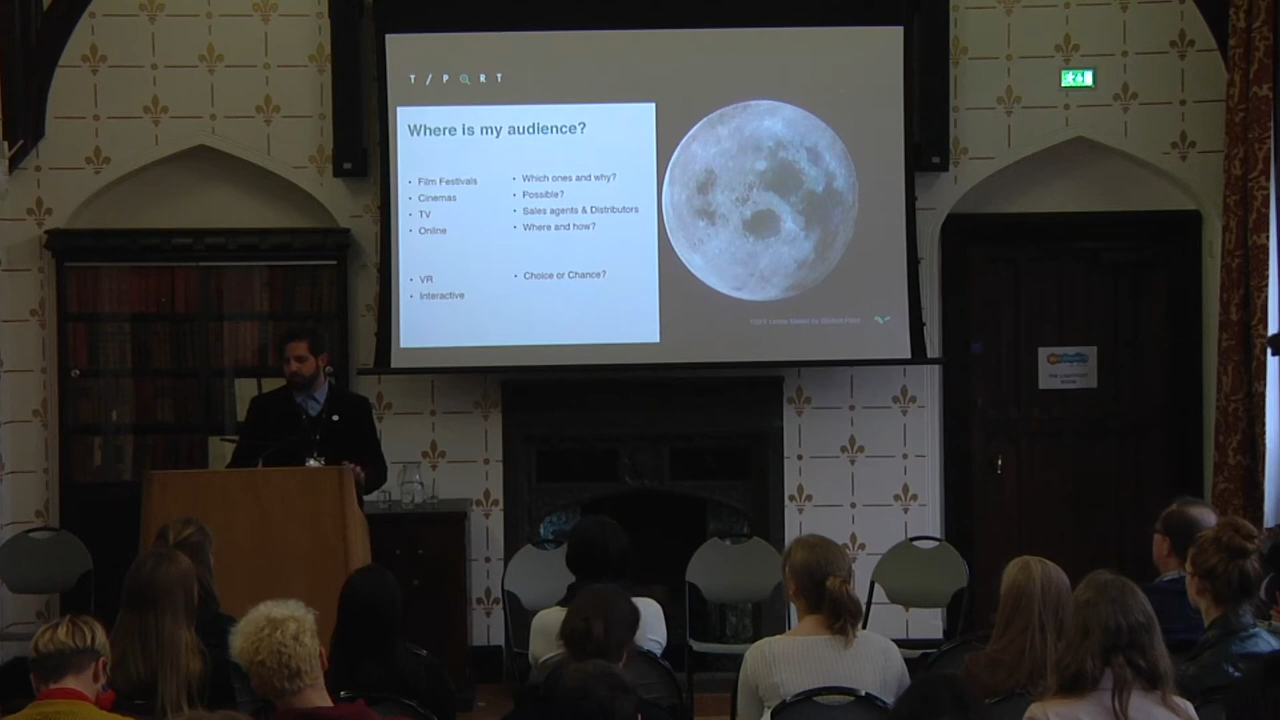 T / P O R T
Where is my audience?
• Film Festivals
• Cinemas
• TV
• Online
• VR
• Interactive
• Which ones and why?
• Possible?
• Sales agents & Distributors
• Where and how?
• Choice or Chance?